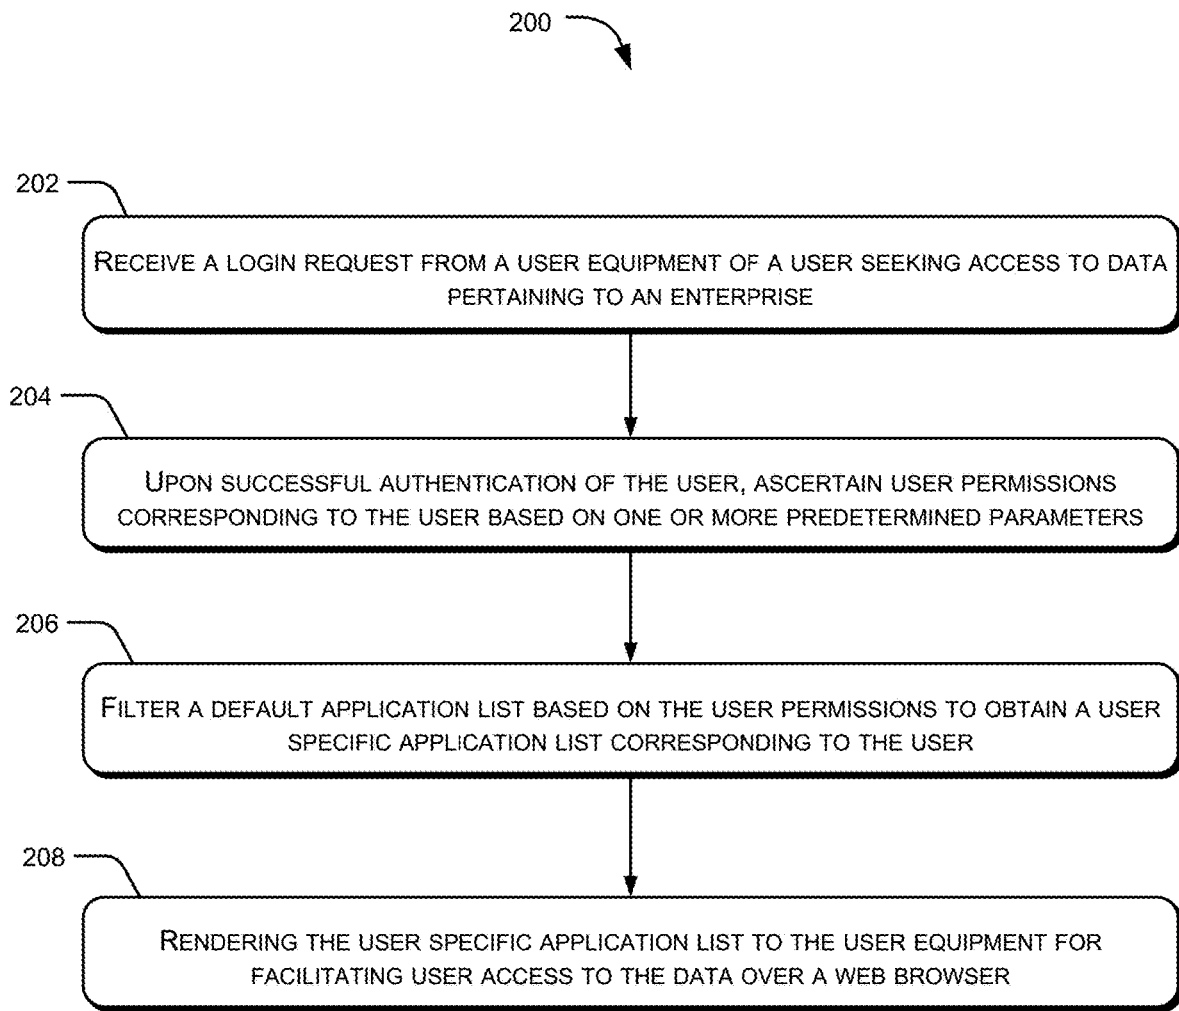 200
202
RECEIVE A LOGIN REQUEST FROM A USER EQUIPMENT OF A USER SEEKING ACCESS TO DATA
PERTAINING TO AN ENTERPRISE
204
UPON SUCCESSFUL AUTHENTICATION OF THE USER, ASCERTAIN USER PERMISSIONS
CORRESPONDING TO THE USER BASED ON ONE OR MORE PREDETERMINED PARAMETERS
206
FILTER A DEFAULT APPLICATION LIST BASED ON THE USER PERMISSIONS TO OBTAIN A USER
SPECIFIC APPLICATION LIST CORRESPONDING TO THE USER
208
RENDERING THE USER SPECIFIC APPLICATION LIST TO THE USER EQUIPMENT FOR
FACILITATING USER ACCESS TO THE DATA OVER A WEB BROWSER